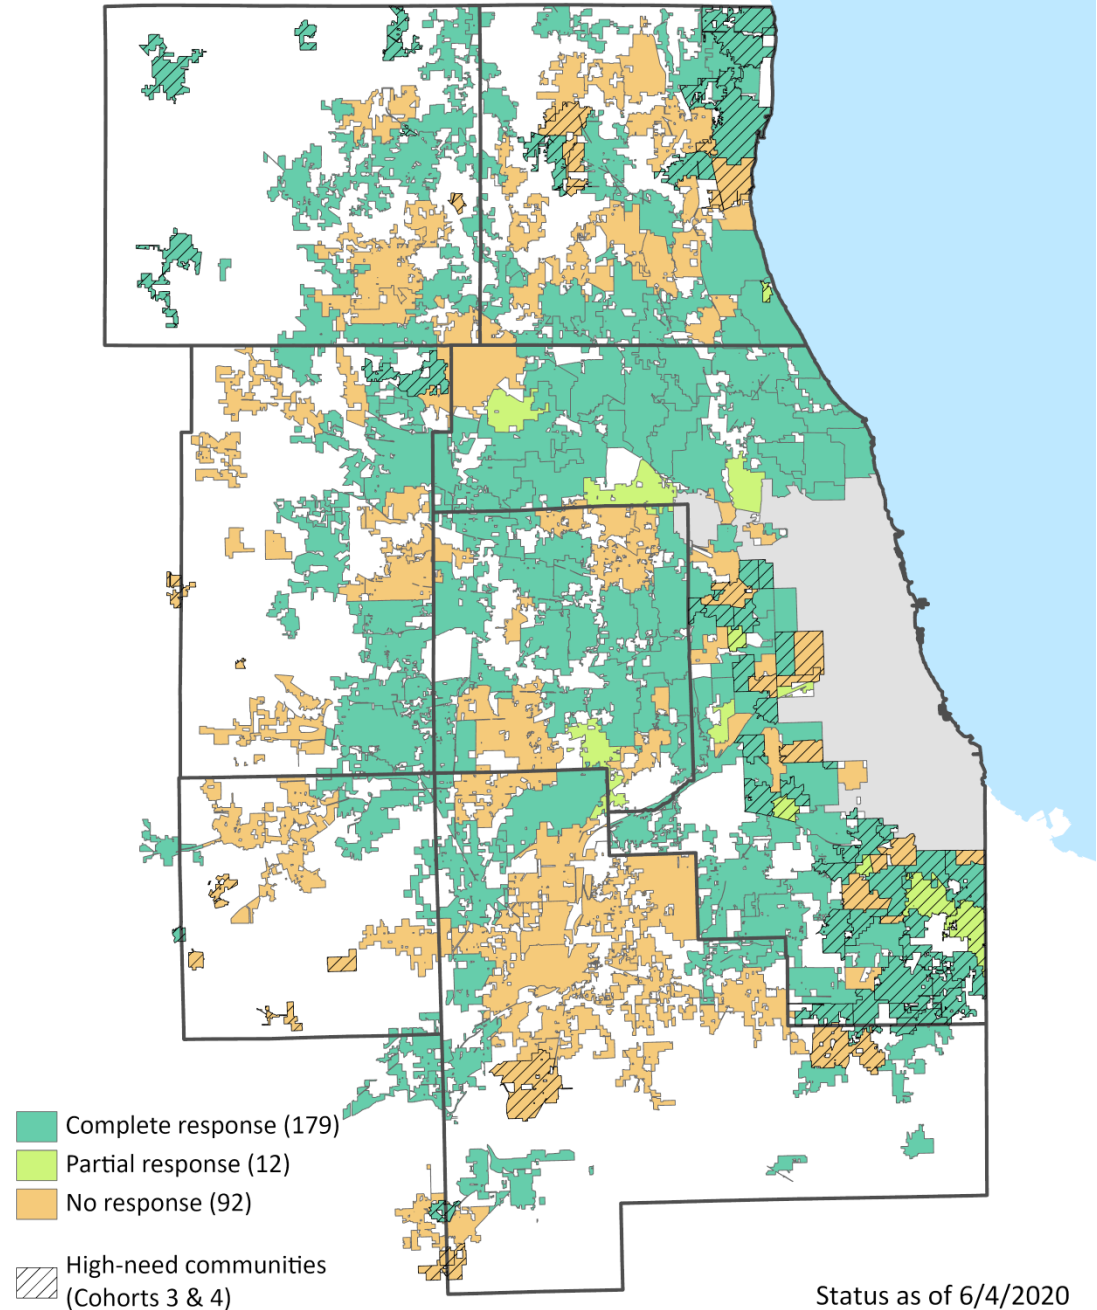 Complete response (179)
Partial response (12)
No response (92)
High-need communities
(Cohorts 3 & 4)
Status as of 6/4/2020